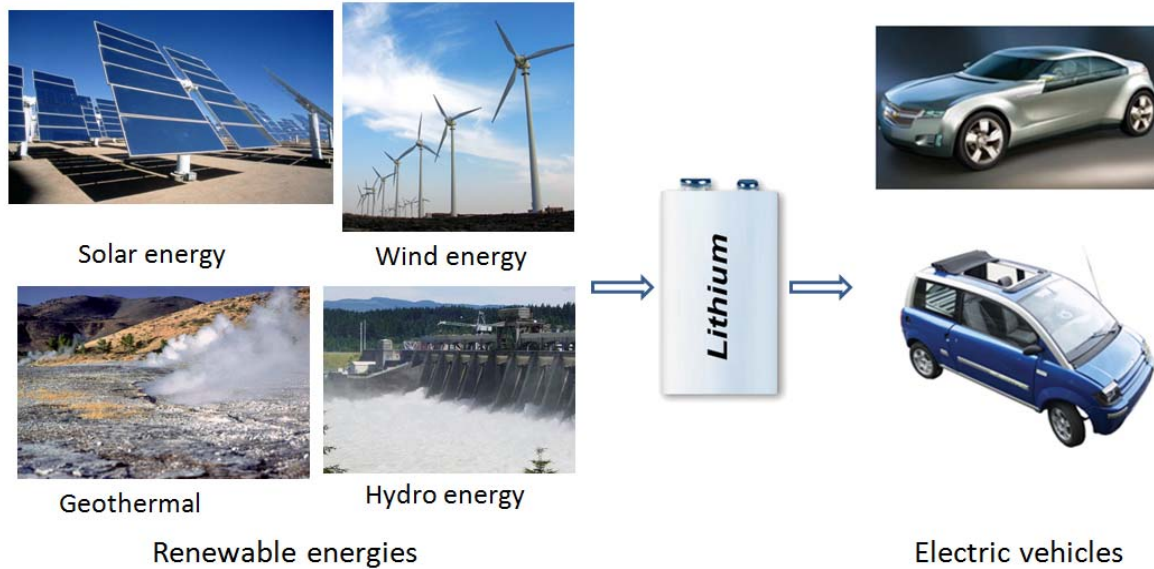 Solar energy
Wind energy
Lithium
Geothermal
Hydro energy
Renewable energies
Electric vehicles